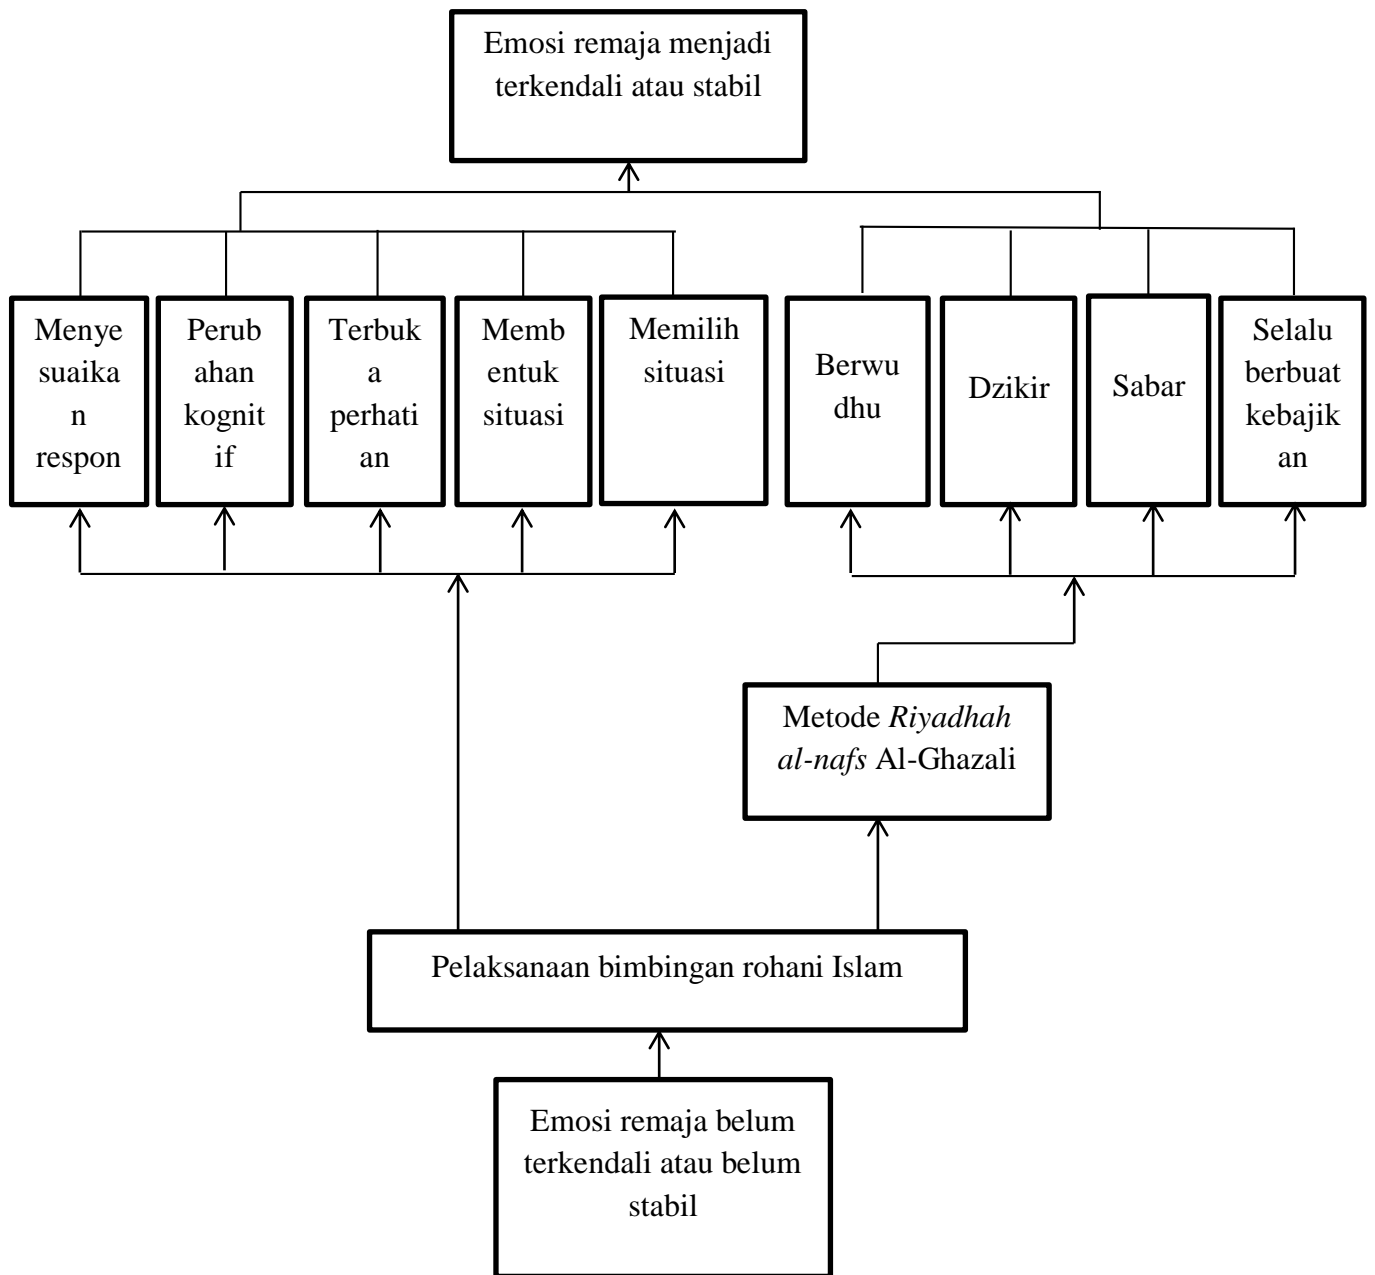 Emosi remaja menjadi
terkendali atau stabil
Menye
suaika
n
respon
Perub
ahan
kognit
if
Terbuk
a
perhati
an
Memb
entuk
situasi
Memilih
situasi
Berwu
dhu
Dzikir
Sabar
Selalu
berbuat
kebajik
an
Metode Riyadhah
al-nafs Al-Ghazali
Pelaksanaan bimbingan rohani Islam
Emosi remaja belum
terkendali atau belum
stabil